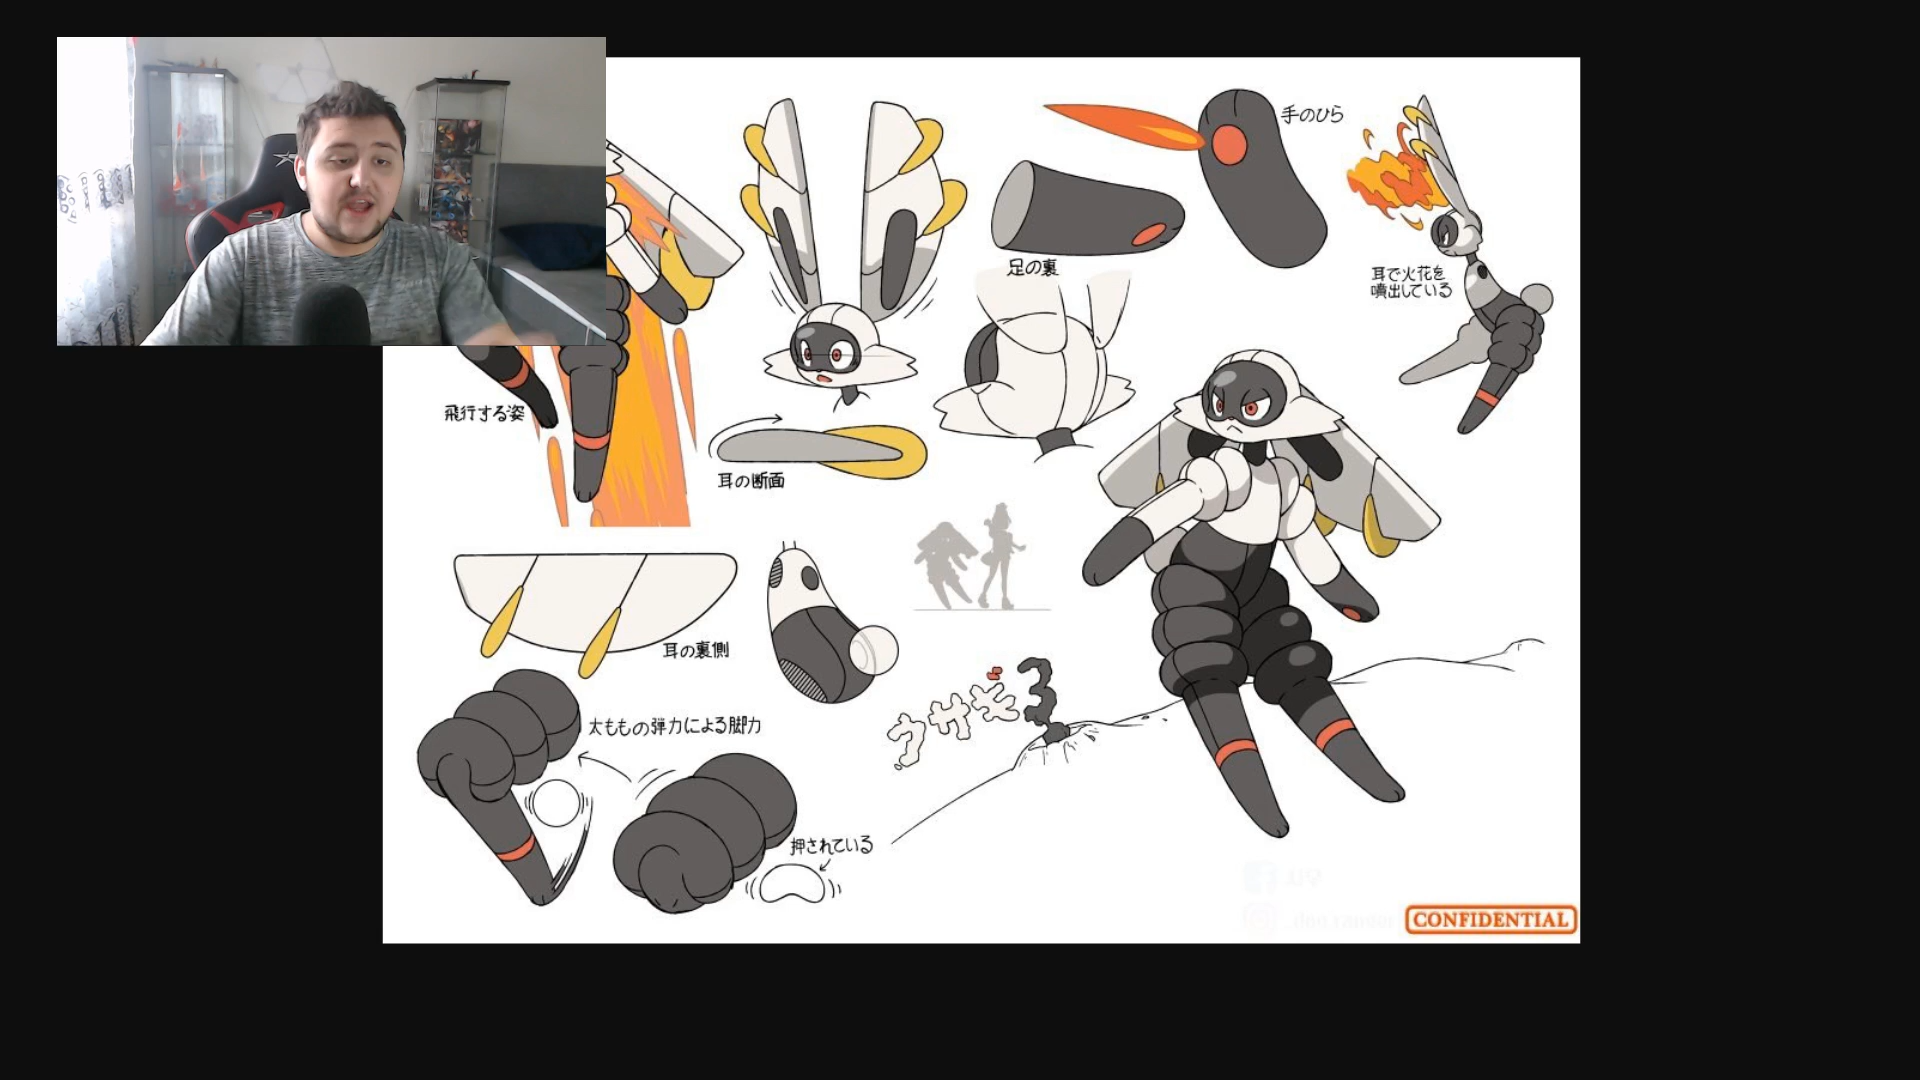 手のひら
足の裏
耳で火花を
噴出している
飛行する姿
耳の断面
耳の裏側
ウサギ3
太ももの弾力による脚力
押されている
CONFIDENTIAL